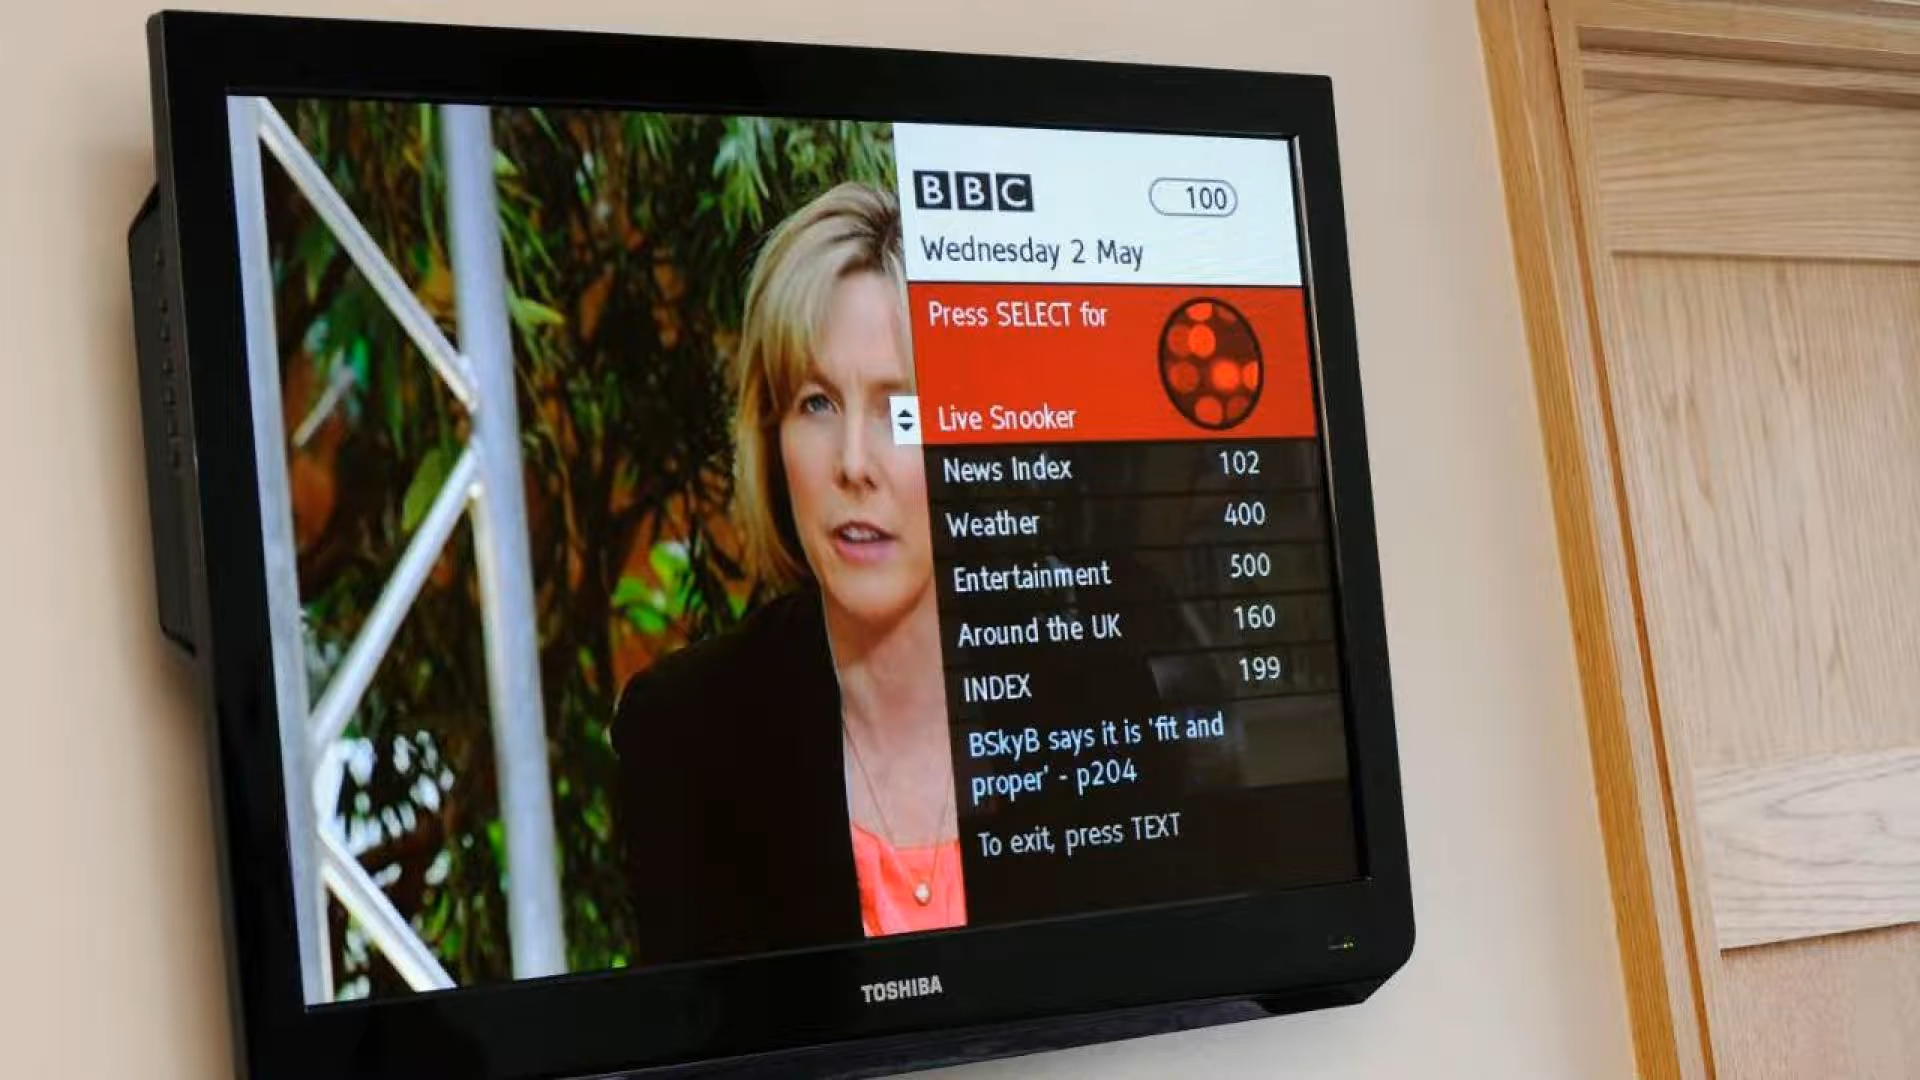 BBC 100
Wednesday 2 May
Press SELECT for
Live Snooker
News Index 102
Weather 400
Entertainment 500
Around the UK 160
INDEX 199
BSkyB says it is 'fit and
proper' - p204
To exit, press TEXT
TOSHIBA